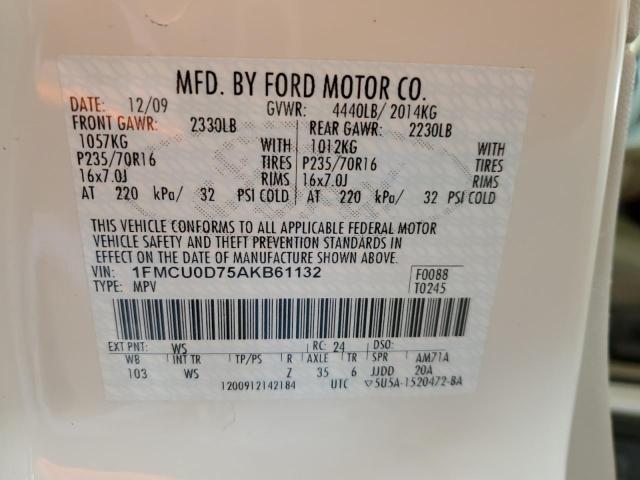 MFD. BY FORD MOTOR CO.
DATE: 12/09 GVWR: 4440LB/ 2014KG
FRONT GAWR: 2330LB REAR GAWR: 2230LB
1057KG WITH 1012KG WITH
P235/70R16 TIRES P235/70R16 TIRES
16x7.0J RIMS 16x7.0J RIMS
AT 220 kPa/ 32 PSI COLD AT 220 kPa/ 32 PSI COLD
THIS VEHICLE CONFORMS TO ALL APPLICABLE FEDERAL MOTOR
VEHICLE SAFETY AND THEFT PREVENTION STANDARDS IN
EFFECT ON THE DATE OF MANUFACTURE SHOWN ABOVE.
VIN: 1FMCU0D75AKB61132 F0088
TYPE: MPV T0245
EXT PNT: WS RC: 24 DSO:
WB INT TR TP/PS R AXLE TR SPR AM71A
103 WS Z 35 6 JJDD 20A
1200912142184 UTC ▽5U5A-1520472-BA